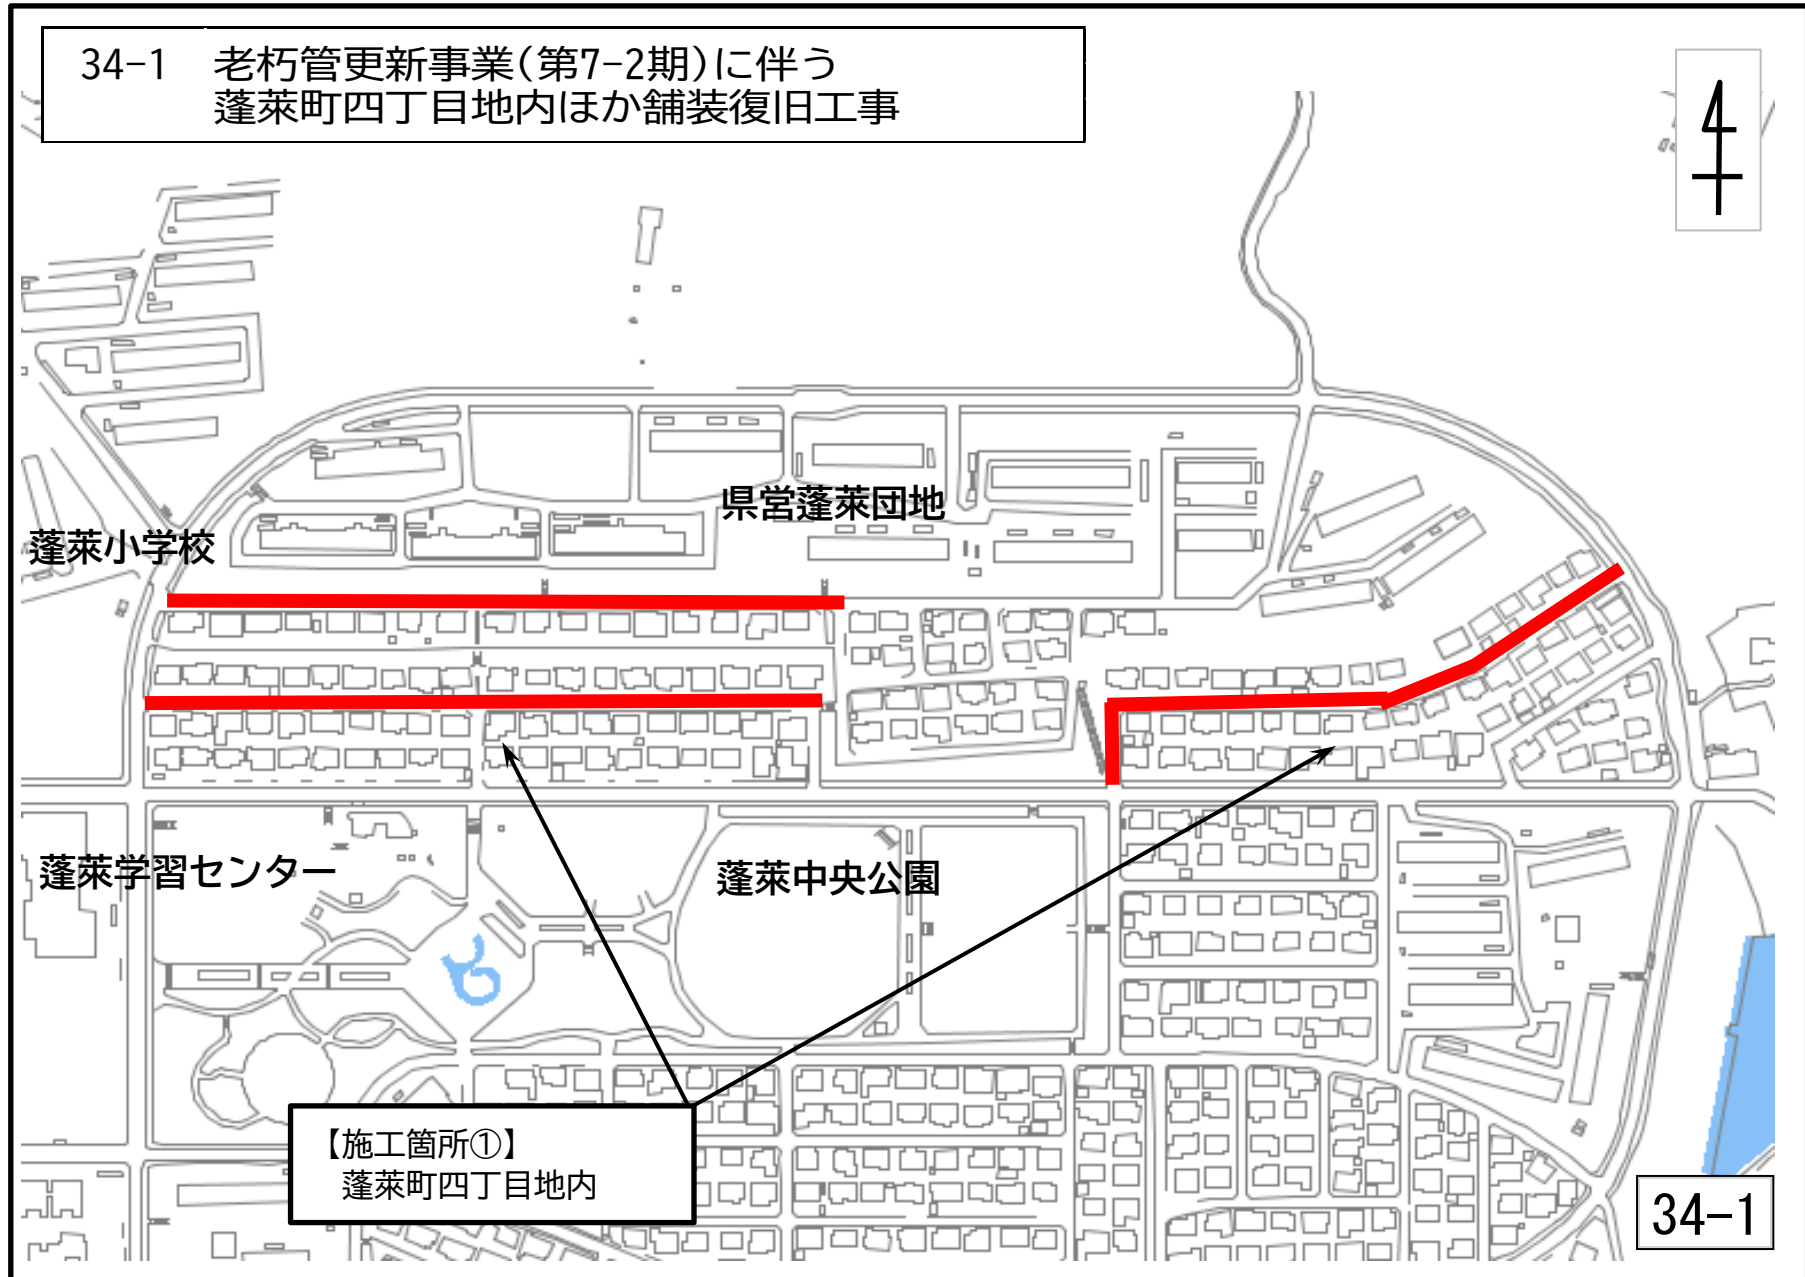 34-1 老朽管更新事業(第7-2期)に伴う
蓬莱町四丁目地内ほか舗装復旧工事
県営蓬莱団地
蓬莱小学校
蓬莱学習センター
蓬莱中央公園
【施工箇所①】
蓬莱町四丁目地内
34-1